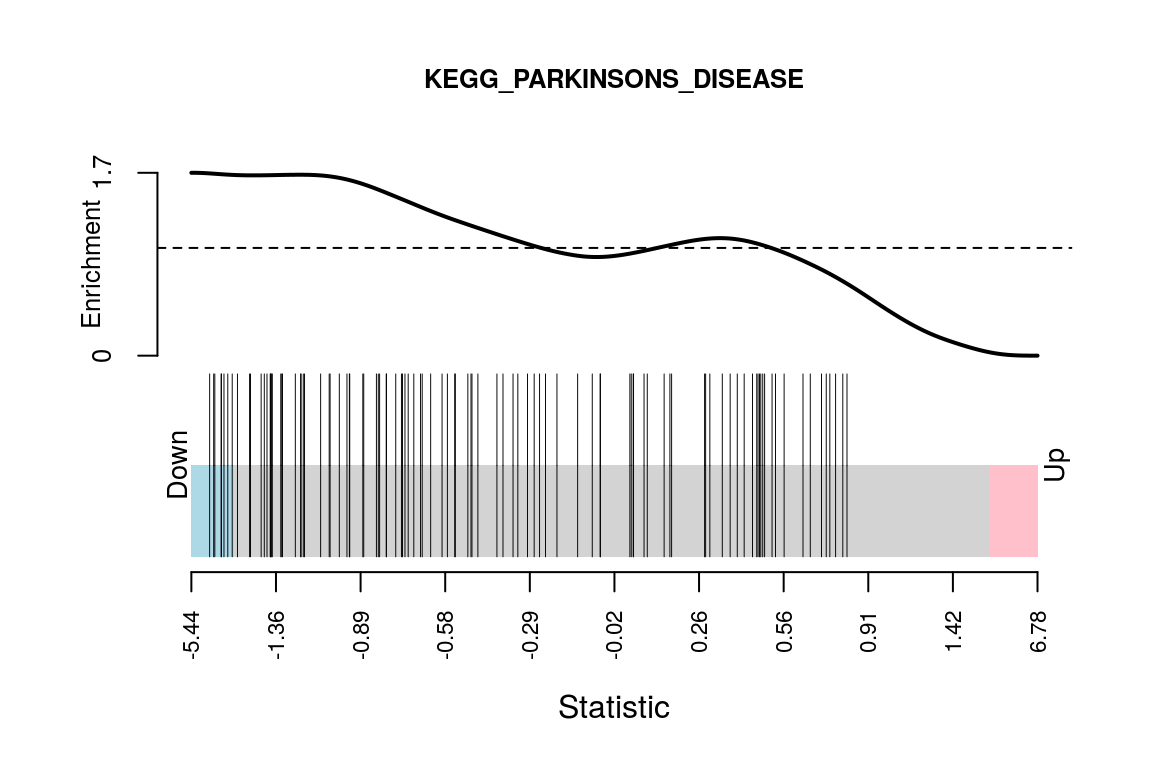 KEGG_PARKINSONS_DISEASE
1.7
Enrichment
0
Down
Up
-5.44 -1.36 -0.89 -0.58 -0.29 -0.02 0.26 0.56 0.91 1.42 6.78
Statistic